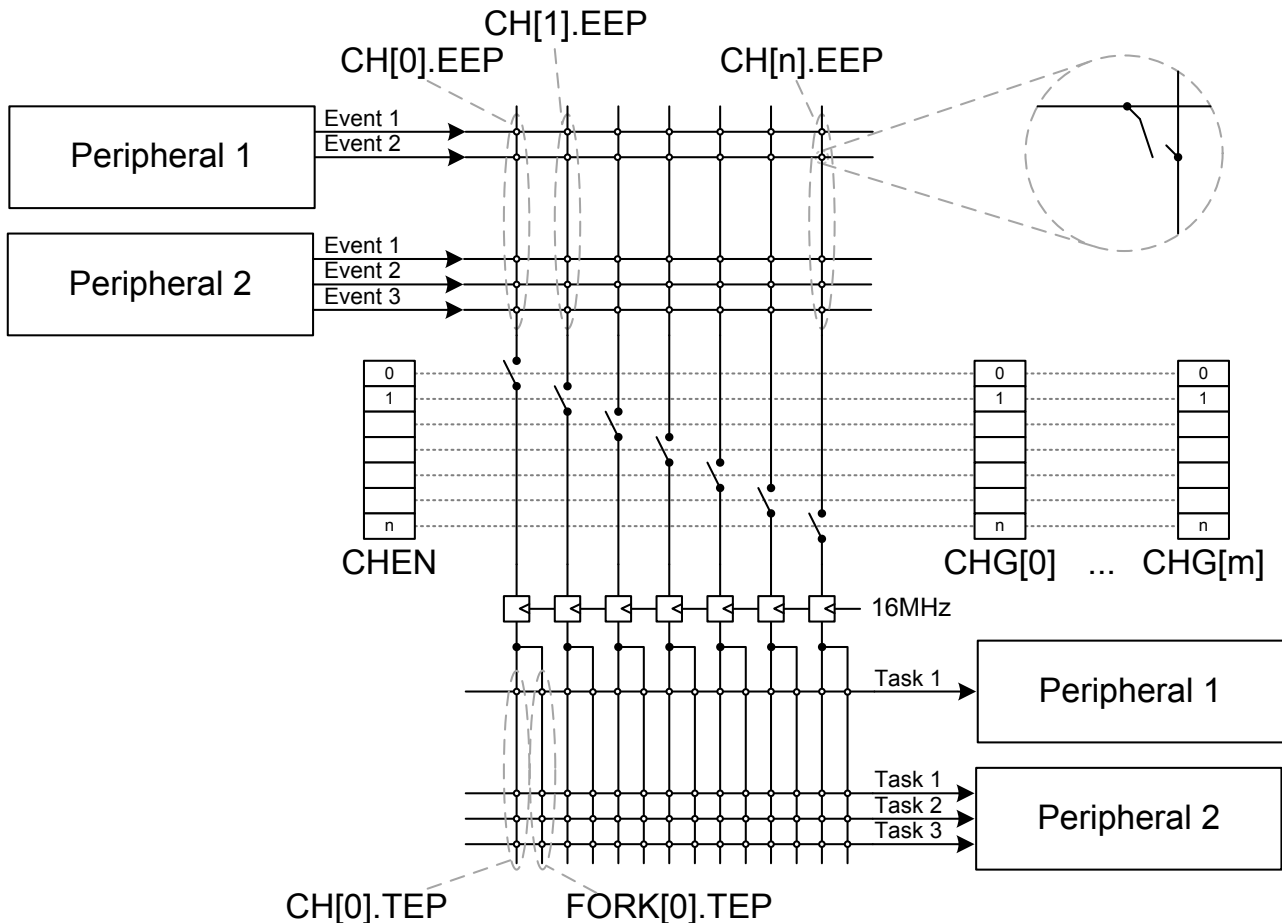 CH[1].EEP
CH[0].EEP
CH[n].EEP
Peripheral 1
Event 1
Event 2
Peripheral 2
Event 1
Event 2
Event 3
0
0
0
1
1
1
n
n
n
CHEN
CHG[0]
...
CHG[m]
16MHz
Task 1
Peripheral 1
Task 1
Task 2
Task 3
Peripheral 2
CH[0].TEP
FORK[0].TEP